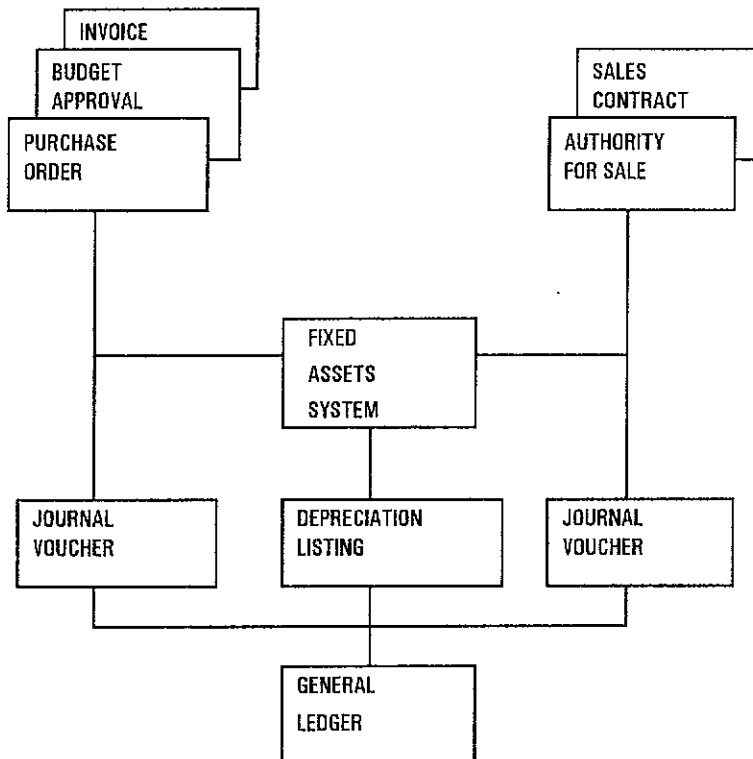 INVOICE
BUDGET
APPROVAL
PURCHASE
ORDER
SALES
CONTRACT
AUTHORITY
FOR SALE
FIXED
ASSETS
SYSTEM
JOURNAL
VOUCHER
DEPRECIATION
LISTING
JOURNAL
VOUCHER
GENERAL
LEDGER